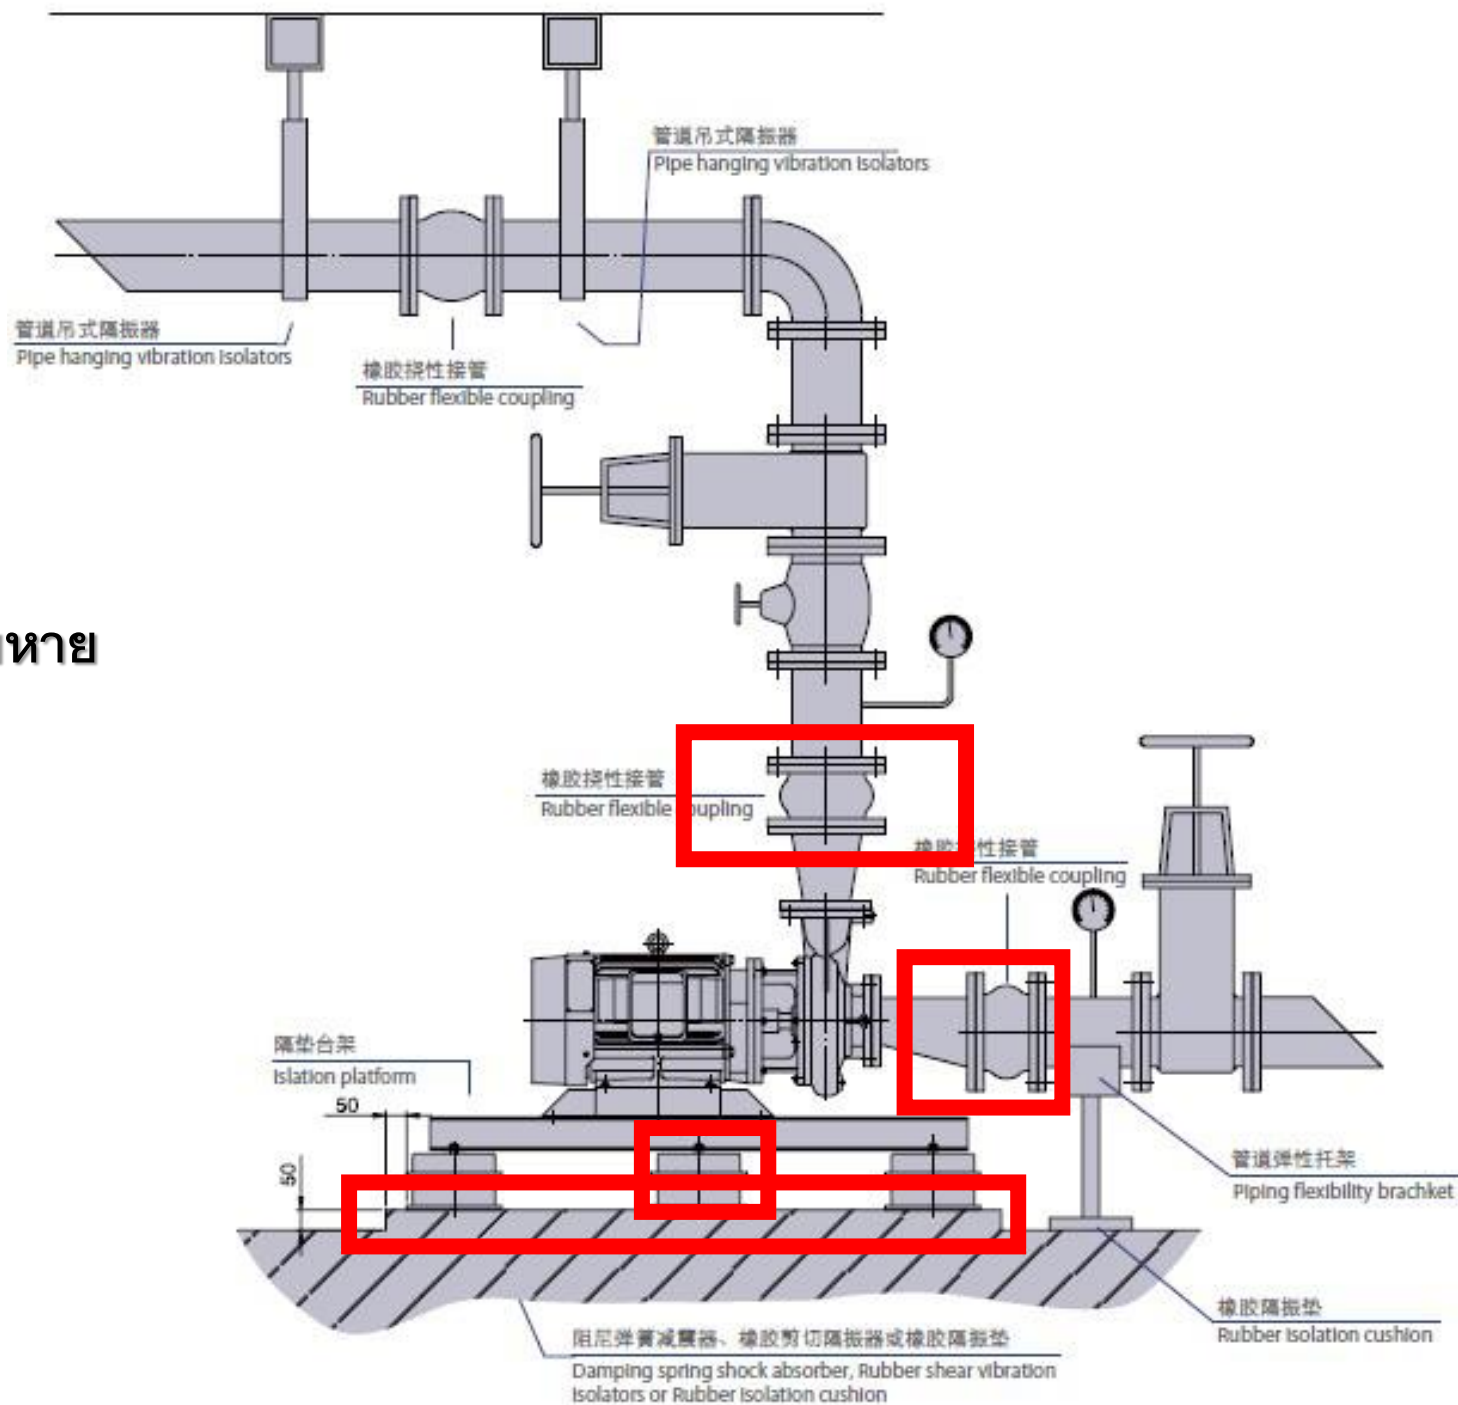 管道吊式隔振器
Pipe hanging vibration isolators
管道吊式隔振器
Pipe hanging vibration isolators
橡胶挠性接管
Rubber flexible coupling
หาย
橡胶挠性接管
Rubber flexible coupling
橡胶挠性接管
Rubber flexible coupling
隔垫台架
Islation platform
50
50
管道弹性托架
Piping flexibility brachket
橡胶隔振垫
Rubber isolation cushion
阻尼弹簧减震器、橡胶剪切隔振器或橡胶隔振垫
Damping spring shock absorber, Rubber shear vibration
isolators or Rubber isolation cushion